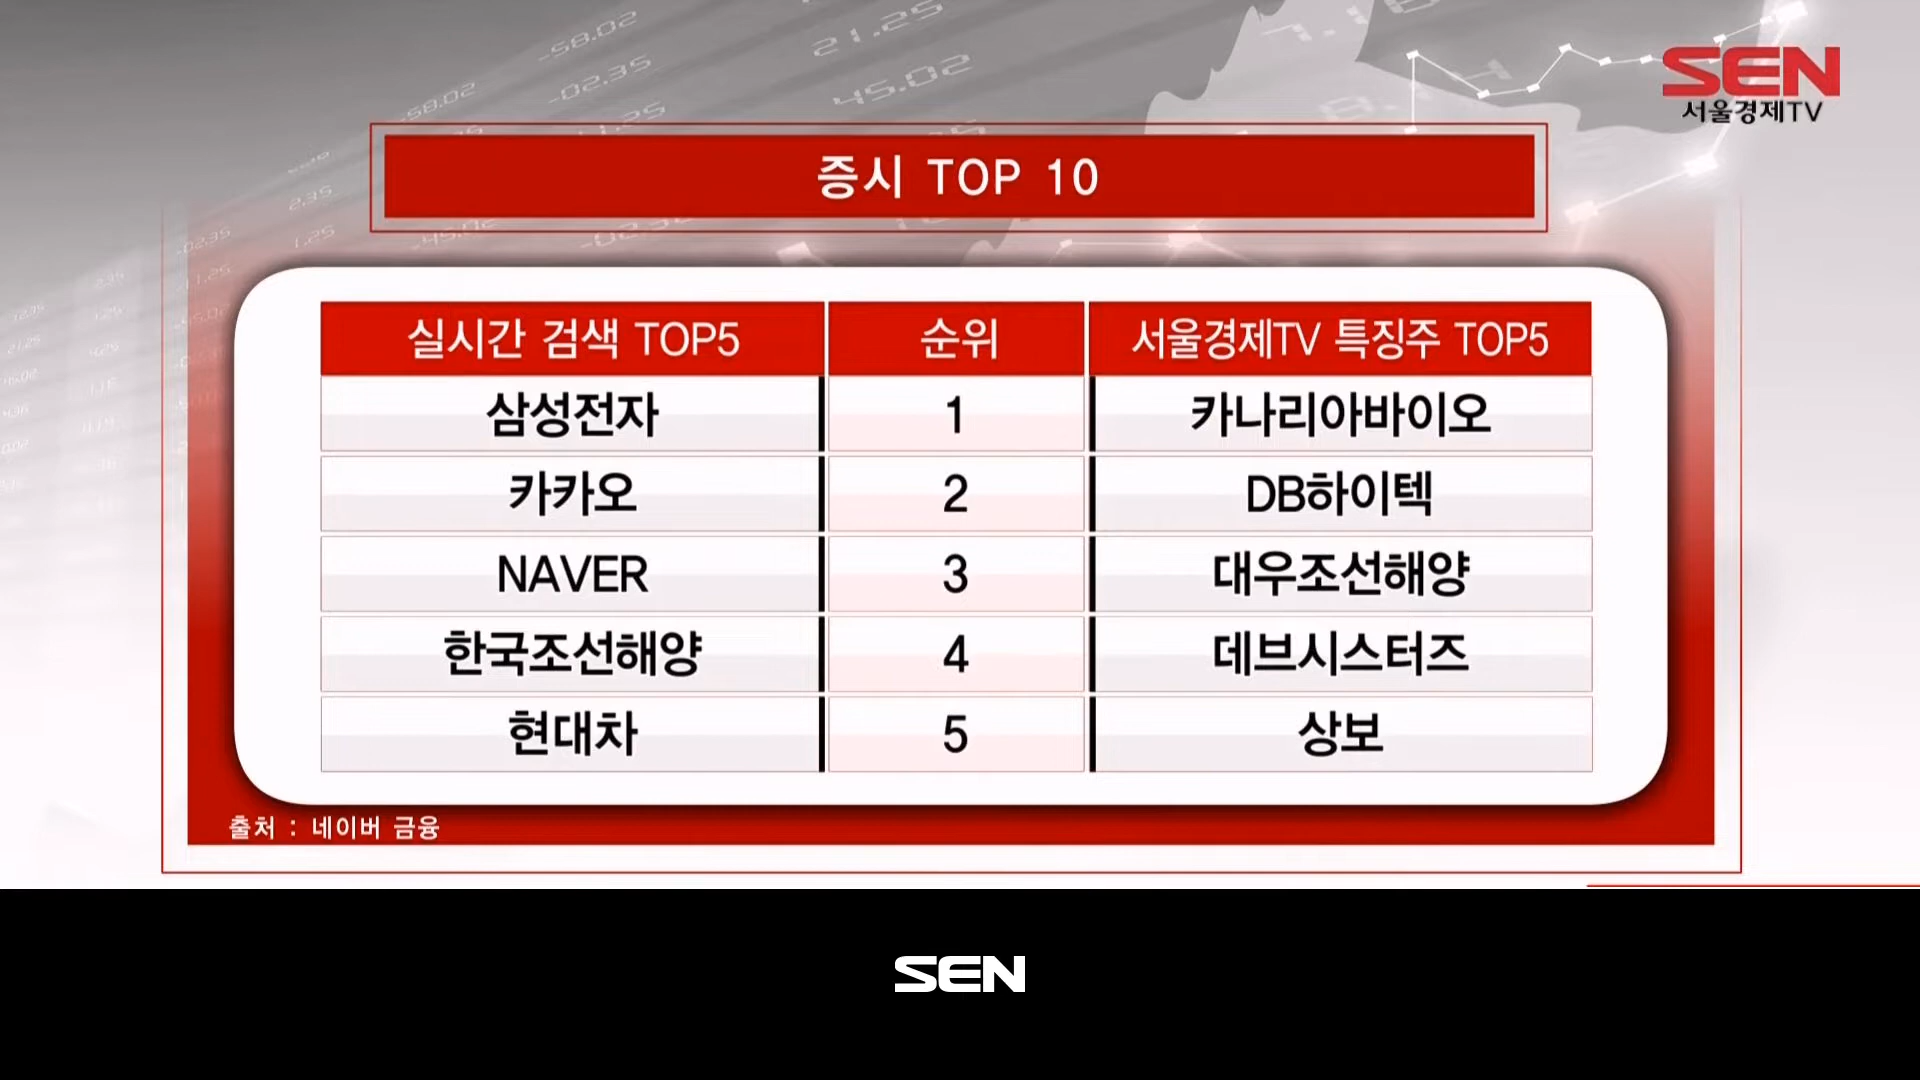 SEN
서울경제TV
증시 TOP 10
실시간 검색 TOP5 순위 서울경제TV 특징주 TOP5
삼성전자 1 카나리아바이오
카카오 2 DB하이텍
NAVER 3 대우조선해양
한국조선해양 4 데브시스터즈
현대차 5 상보
출처 : 네이버 금융
SEN